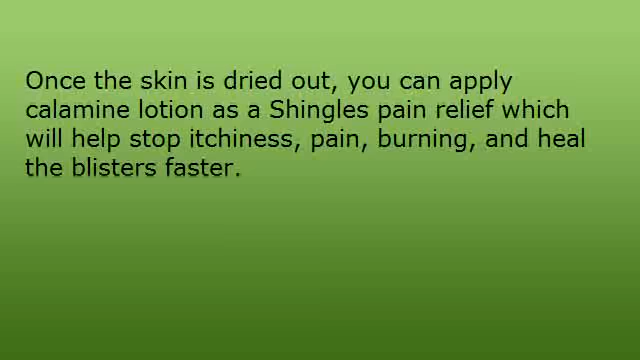 Once the skin is dried out, you can apply
calamine lotion as a Shingles pain relief which
will help stop itchiness, pain, burning, and heal
the blisters faster.